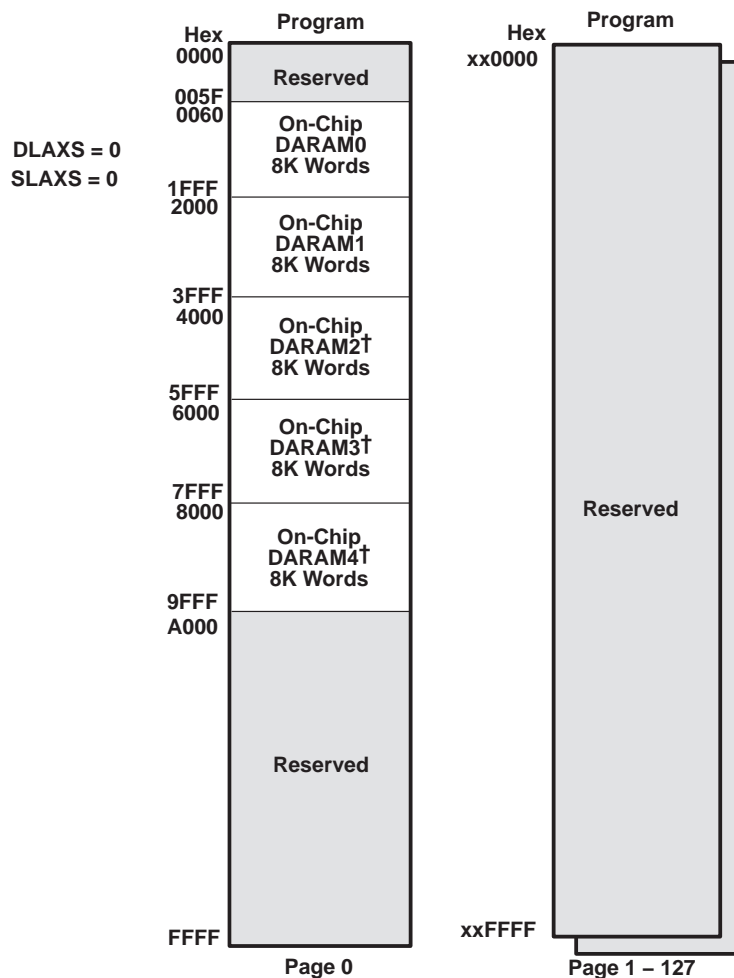 Program
Hex
0000
Reserved
005F
0060
On-Chip
DARAM0
8K Words
DLAXS = 0
SLAXS = 0
1FFF
2000
On-Chip
DARAM1
8K Words
3FFF
4000
On-Chip
DARAM2†
8K Words
5FFF
6000
On-Chip
DARAM3†
8K Words
7FFF
8000
On-Chip
DARAM4†
8K Words
9FFF
A000
Reserved
FFFF
Page 0
Program
Hex
xx0000
Reserved
xxFFFF
Page 1 – 127